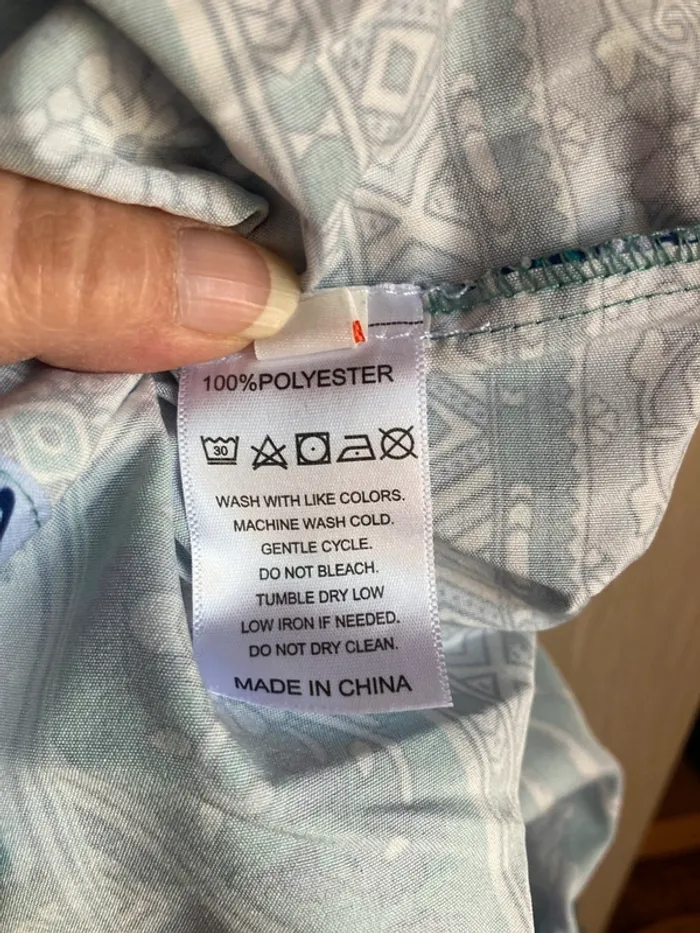 100%POLYESTER
30
WASH WITH LIKE COLORS.
MACHINE WASH COLD.
GENTLE CYCLE.
DO NOT BLEACH.
TUMBLE DRY LOW
LOW IRON IF NEEDED.
DO NOT DRY CLEAN.
MADE IN CHINA